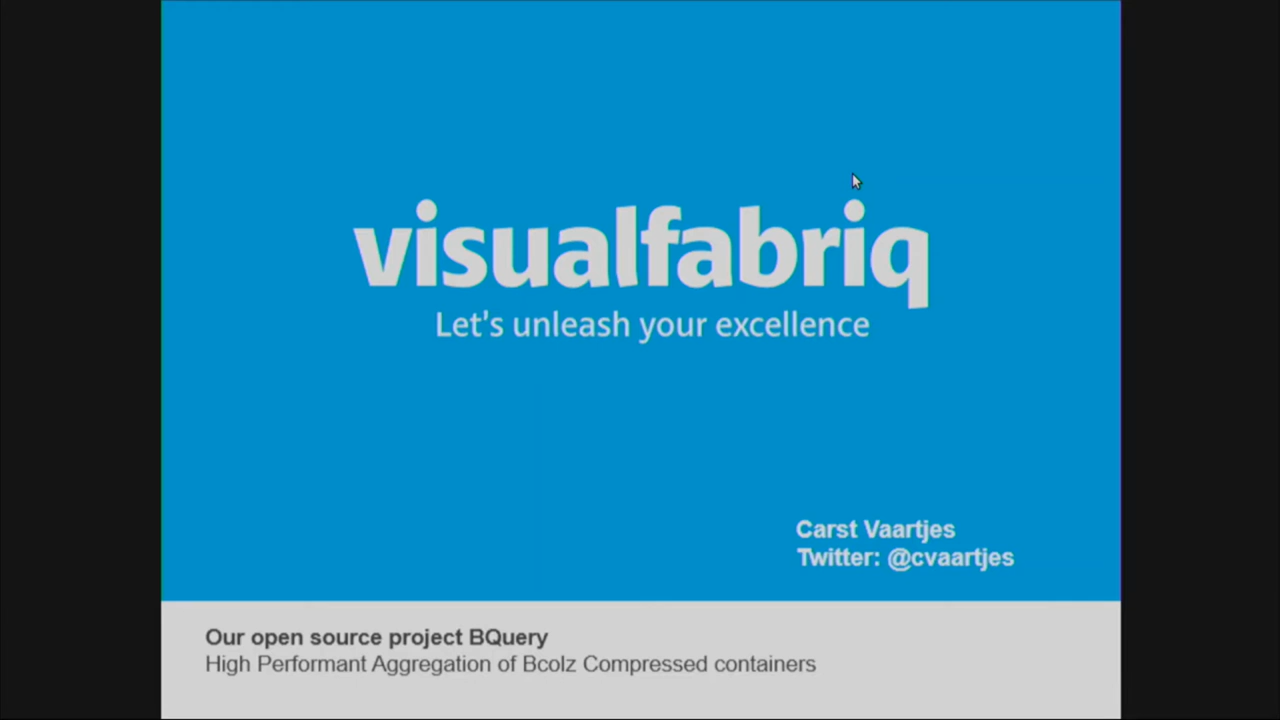 visualfabriq
Let's unleash your excellence
Carst Vaartjes
Twitter: @cvaartjes
Our open source project BQuery
High Performant Aggregation of Bcolz Compressed containers